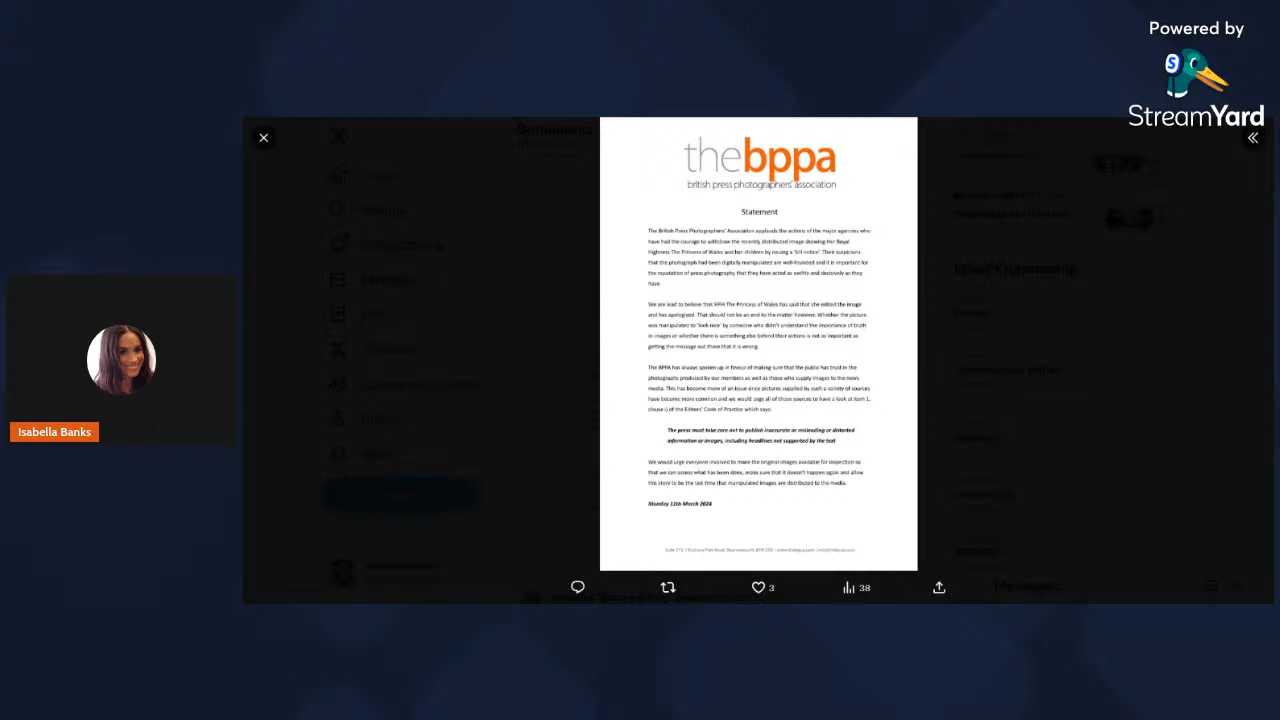 Powered by
StreamYard
thebppa
british press photographers' association
Statement
The British Press Photographers' Association applauds the actions of the major agencies who
have had the courage to withdraw the recently distributed image showing Her Royal
Highness The Princess of Wales and her children by issuing a 'kill notice'. Their suspicions
that the photograph had been digitally manipulated are well-founded and it is important for
the reputation of press photography that they have acted as swiftly and decisively as they
have.
We are lead to believe that HRH The Princess of Wales has said that she edited the image
and has apologised. That should not be an end to the matter however. Whether the picture
was manipulated to 'look nice' by someone who didn't understand the importance of truth
in images or whether there is something else behind their actions is not as important as
getting the message out there that it is wrong.
The BPPA has always spoken up in favour of making sure that the public has trust in the
photographs produced by our members as well as those who supply images to the news
media. This has become more of an issue since pictures supplied by such a variety of sources
have become more common and we would urge all of those sources to have a look at item 1,
clause i) of the Editors' Code of Practice which says:
The press must take care not to publish inaccurate or misleading or distorted
information or images, including headlines not supported by the text
We would urge everyone involved to make the original images available for inspection so
that we can assess what has been done, make sure that it doesn't happen again and allow
this story to be the last time that manipulated images are distributed to the media.
Monday 11th March 2024
3
38
Isabella Banks